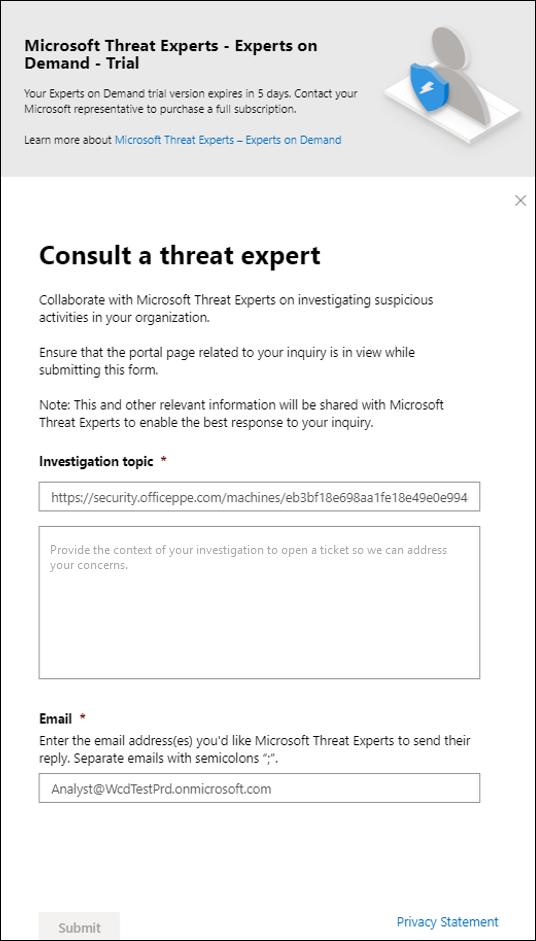 Microsoft Threat Experts - Experts on
Demand - Trial
Your Experts on Demand trial version expires in 5 days. Contact your
Microsoft representative to purchase a full subscription.
Learn more about Microsoft Threat Experts – Experts on Demand
Consult a threat expert
Collaborate with Microsoft Threat Experts on investigating suspicious
activities in your organization.
Ensure that the portal page related to your inquiry is in view while
submitting this form.
Note: This and other relevant information will be shared with Microsoft
Threat Experts to enable the best response to your inquiry.
Investigation topic *
https://security.officeppe.com/machines/eb3bf18e698aa1fe18e49e0e994
Provide the context of your investigation to open a ticket so we can address
your concerns.
Email *
Enter the email address(es) you'd like Microsoft Threat Experts to send their
reply. Separate emails with semicolons “;”.
Analyst@WcdTestPrd.onmicrosoft.com
Submit
Privacy Statement